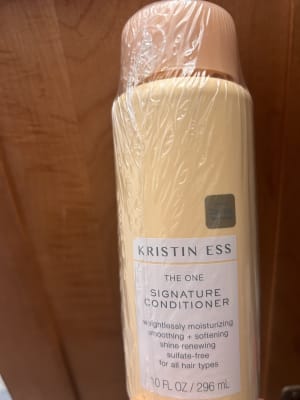 KRISTIN ESS
THE ONE
SIGNATURE
CONDITIONER
weightlessly moisturizing
smoothing + softening
shine renewing
sulfate-free
for all hair types
10 FL OZ / 296 mL